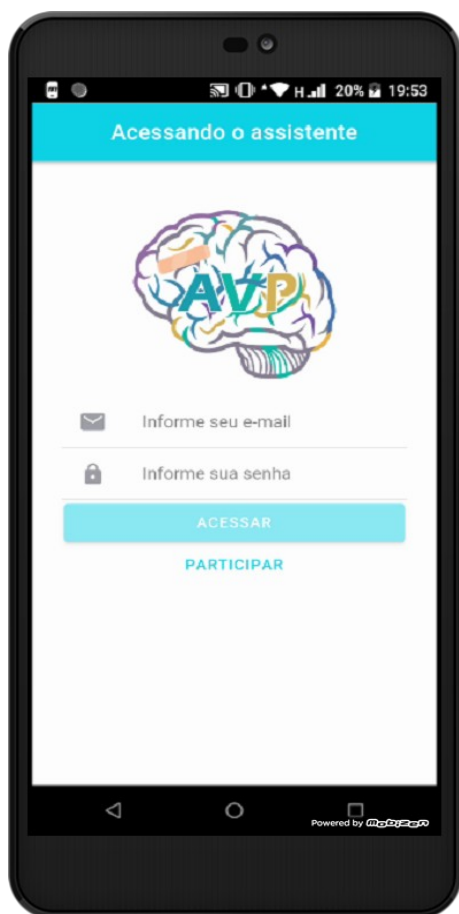 H 20% 19:53
Acessando o assistente
AVP
Informe seu e-mail
Informe sua senha
ACESSAR
PARTICIPAR
Powered by Mobizen